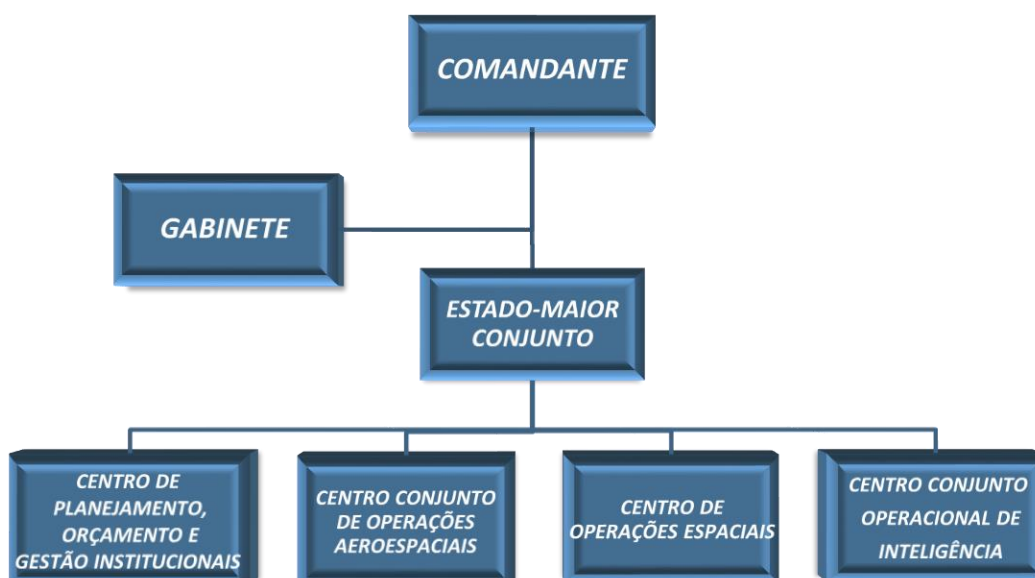 COMANDANTE
GABINETE
ESTADO-MAIOR
CONJUNTO
CENTRO DE
PLANEJAMENTO,
ORÇAMENTO E
GESTÃO INSTITUCIONAIS
CENTRO CONJUNTO
DE OPERAÇÕES
AEROESPACIAIS
CENTRO DE
OPERAÇÕES ESPACIAIS
CENTRO CONJUNTO
OPERACIONAL DE
INTELIGÊNCIA